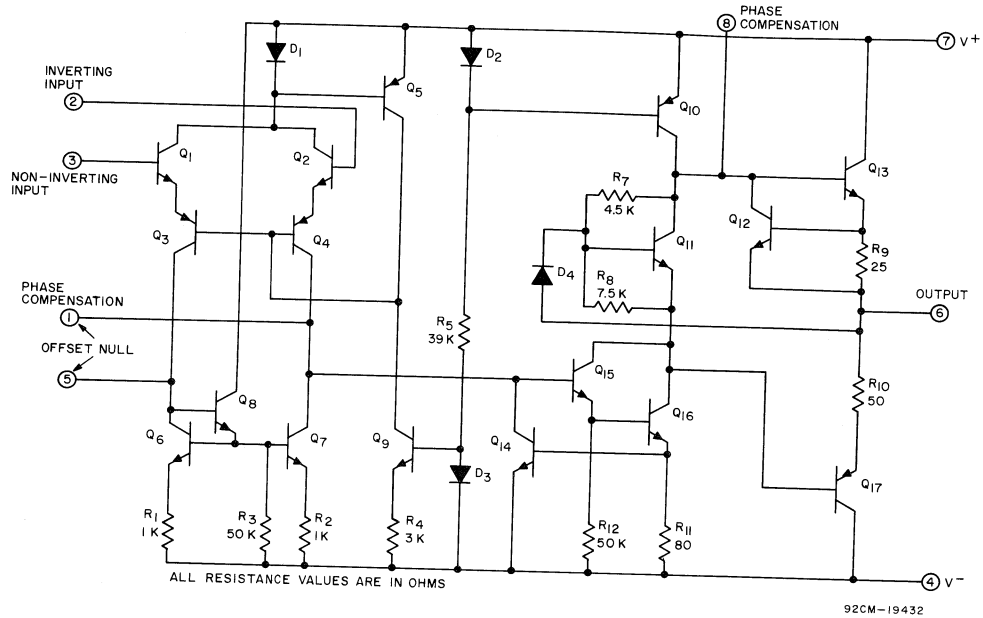 PHASE
COMPENSATION
8
7 V+
D1
D2
INVERTING
INPUT
2
Q5
Q10
3
NON-INVERTING
INPUT
Q1
Q2
Q13
R7
4.5 K
Q12
Q3
Q4
Q11
R9
25
D4
R8
7.5 K
PHASE
COMPENSATION
1
OUTPUT
6
R5
39 K
OFFSET NULL
5
Q15
R10
50
Q8
Q16
Q6
Q7
Q9
Q14
D3
Q17
R1
1 K
R3
50 K
R2
1K
R4
3 K
R12
50 K
R11
80
ALL RESISTANCE VALUES ARE IN OHMS
4 V-
92CM-19432